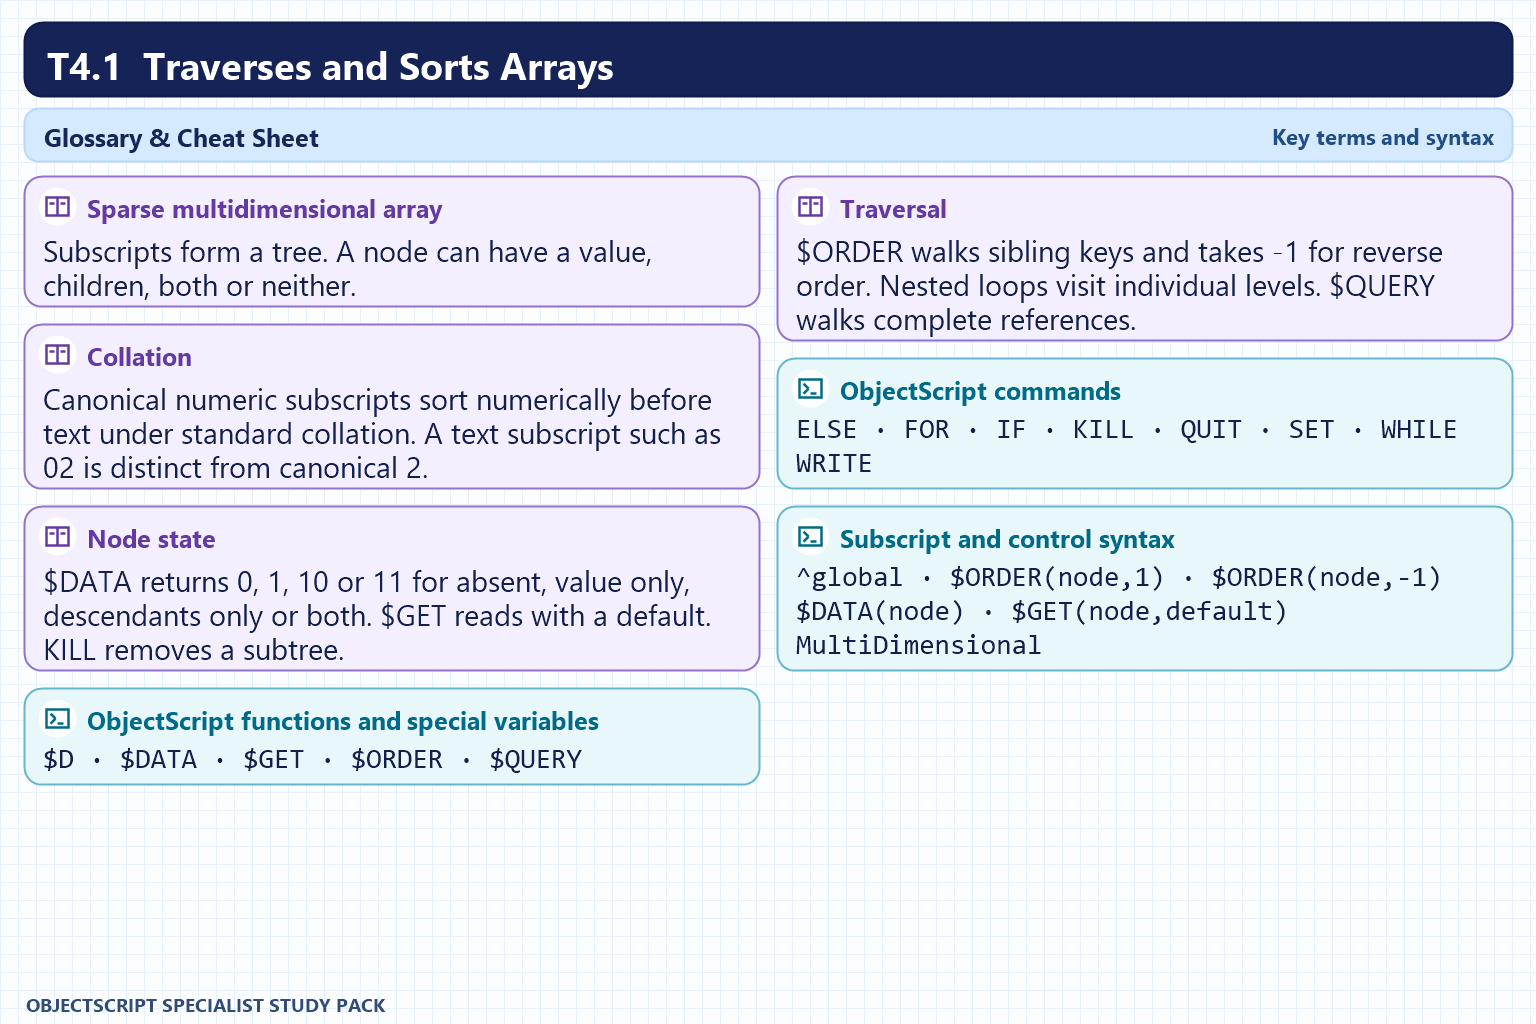 T4.1 Traverses and Sorts Arrays
Glossary & Cheat Sheet
Key terms and syntax
Sparse multidimensional array
Subscripts form a tree. A node can have a value,
children, both or neither.
Collation
Canonical numeric subscripts sort numerically before
text under standard collation. A text subscript such as
02 is distinct from canonical 2.
Node state
$DATA returns 0, 1, 10 or 11 for absent, value only,
descendants only or both. $GET reads with a default.
KILL removes a subtree.
ObjectScript functions and special variables
$D · $DATA · $GET · $ORDER · $QUERY
Traversal
$ORDER walks sibling keys and takes -1 for reverse
order. Nested loops visit individual levels. $QUERY
walks complete references.
ObjectScript commands
ELSE · FOR · IF · KILL · QUIT · SET · WHILE
WRITE
Subscript and control syntax
^global · $ORDER(node,1) · $ORDER(node,-1)
$DATA(node) · $GET(node,default)
MultiDimensional
OBJECTSCRIPT SPECIALIST STUDY PACK